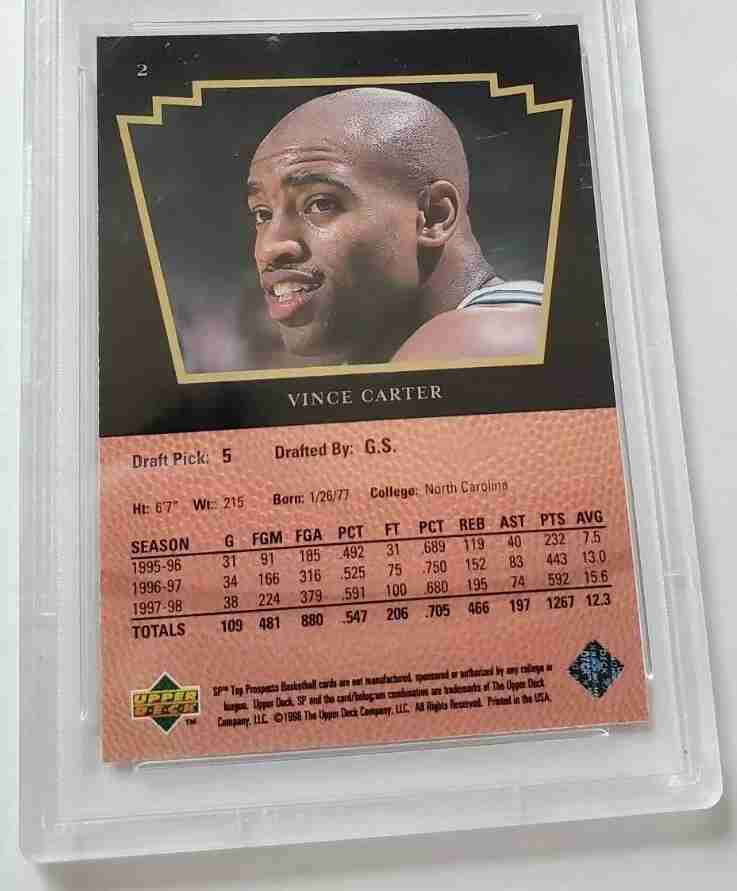 2
VINCE CARTER
Draft Pick: 5 Drafted By: G.S.
Ht: 6'7" Wt.: 215 Born: 1/26/77 College: North Carolina
SEASON G FGM FGA PCT FT PCT REB AST PTS AVG
1995-96 31 91 185 .492 31 .689 119 40 232 7.5
1996-97 34 166 316 .525 75 .750 152 83 443 13.0
1997-98 38 224 379 .591 100 .680 195 74 592 15.6
TOTALS 109 481 880 .547 206 .705 466 197 1267 12.3
SP™ Top Prospects Basketball cards are not manufactured, sponsored or authorized by any college or
league. Upper Deck, SP and the card/hologram combination are trademarks of The Upper Deck
Company, LLC. ©1998 The Upper Deck Company, LLC. All Rights Reserved. Printed in the USA.
UPPER
DECK
™